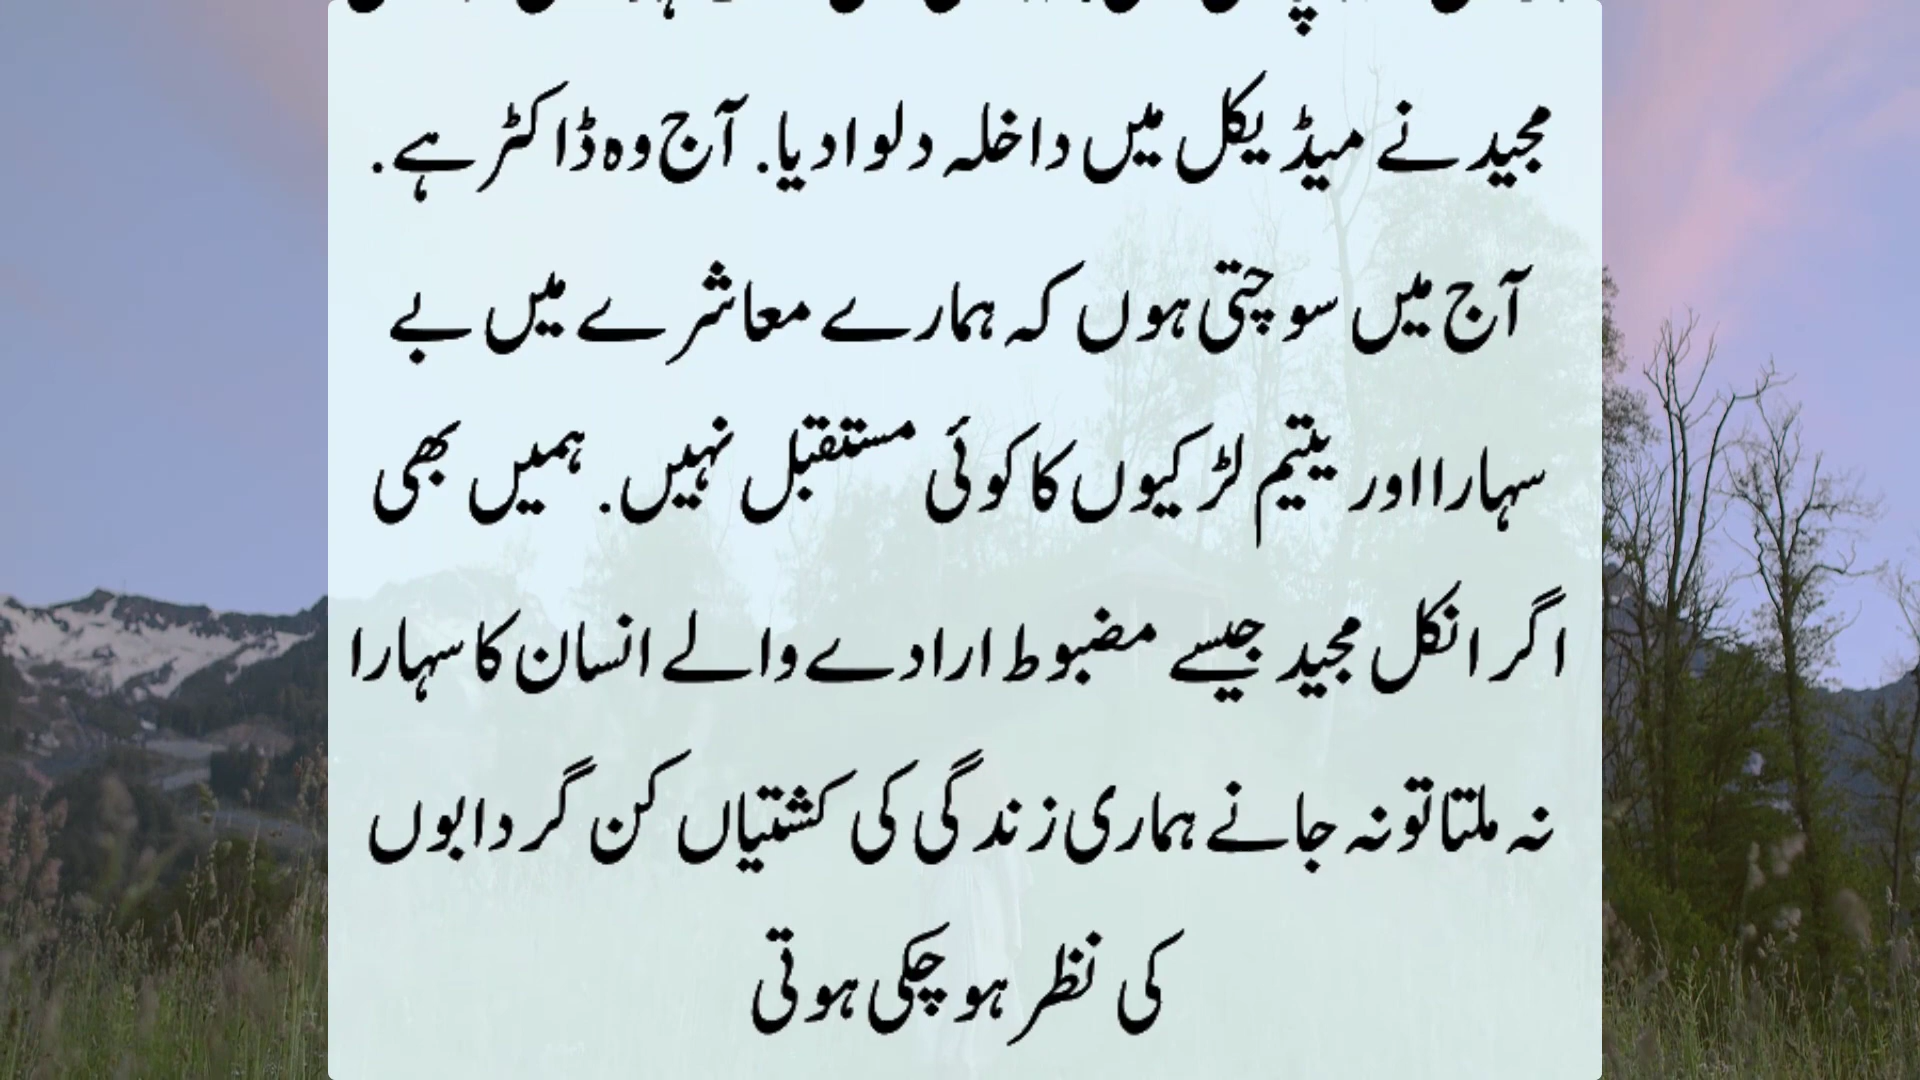 مجید نے میڈیکل میں داخلہ دلوا دیا. آج وہ ڈاکٹر ہے.
آج میں سوچتی ہوں کہ ہمارے معاشرے میں بے
سہارا اور یتیم لڑکیوں کا کوئی مستقبل نہیں. ہمیں بھی
اگر انکل مجید جیسے مضبوط ارادے والے انسان کا سہارا
نہ ملتا تو نہ جانے ہماری زندگی کی کشتیاں کن گردابوں
کی نظر ہو چکی ہوتی